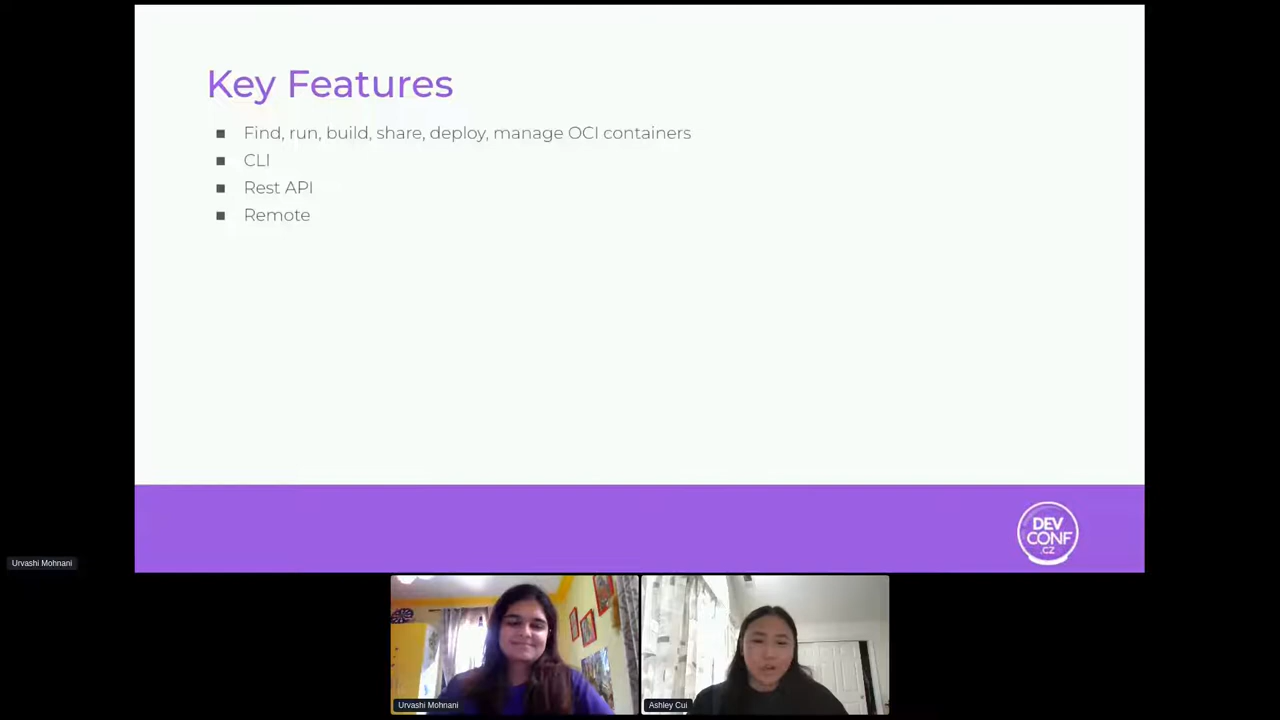 Key Features
Find, run, build, share, deploy, manage OCI containers
CLI
Rest API
Remote
DEV
CONF
.CZ
Urvashi Mohnani
Urvashi Mohnani
Ashley Cui